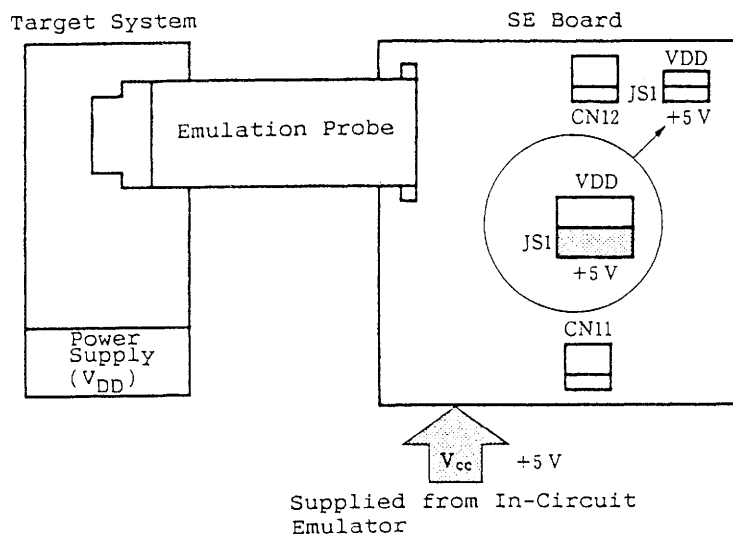 Target System
SE Board
Emulation Probe
VDD
JS1
+5 V
CN12
VDD
JS1
+5 V
CN11
Power
Supply
(VDD)
Vcc +5 V
Supplied from In-Circuit
Emulator